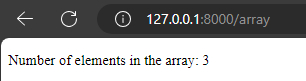 127.0.0.1:8000/array
Number of elements in the array: 3